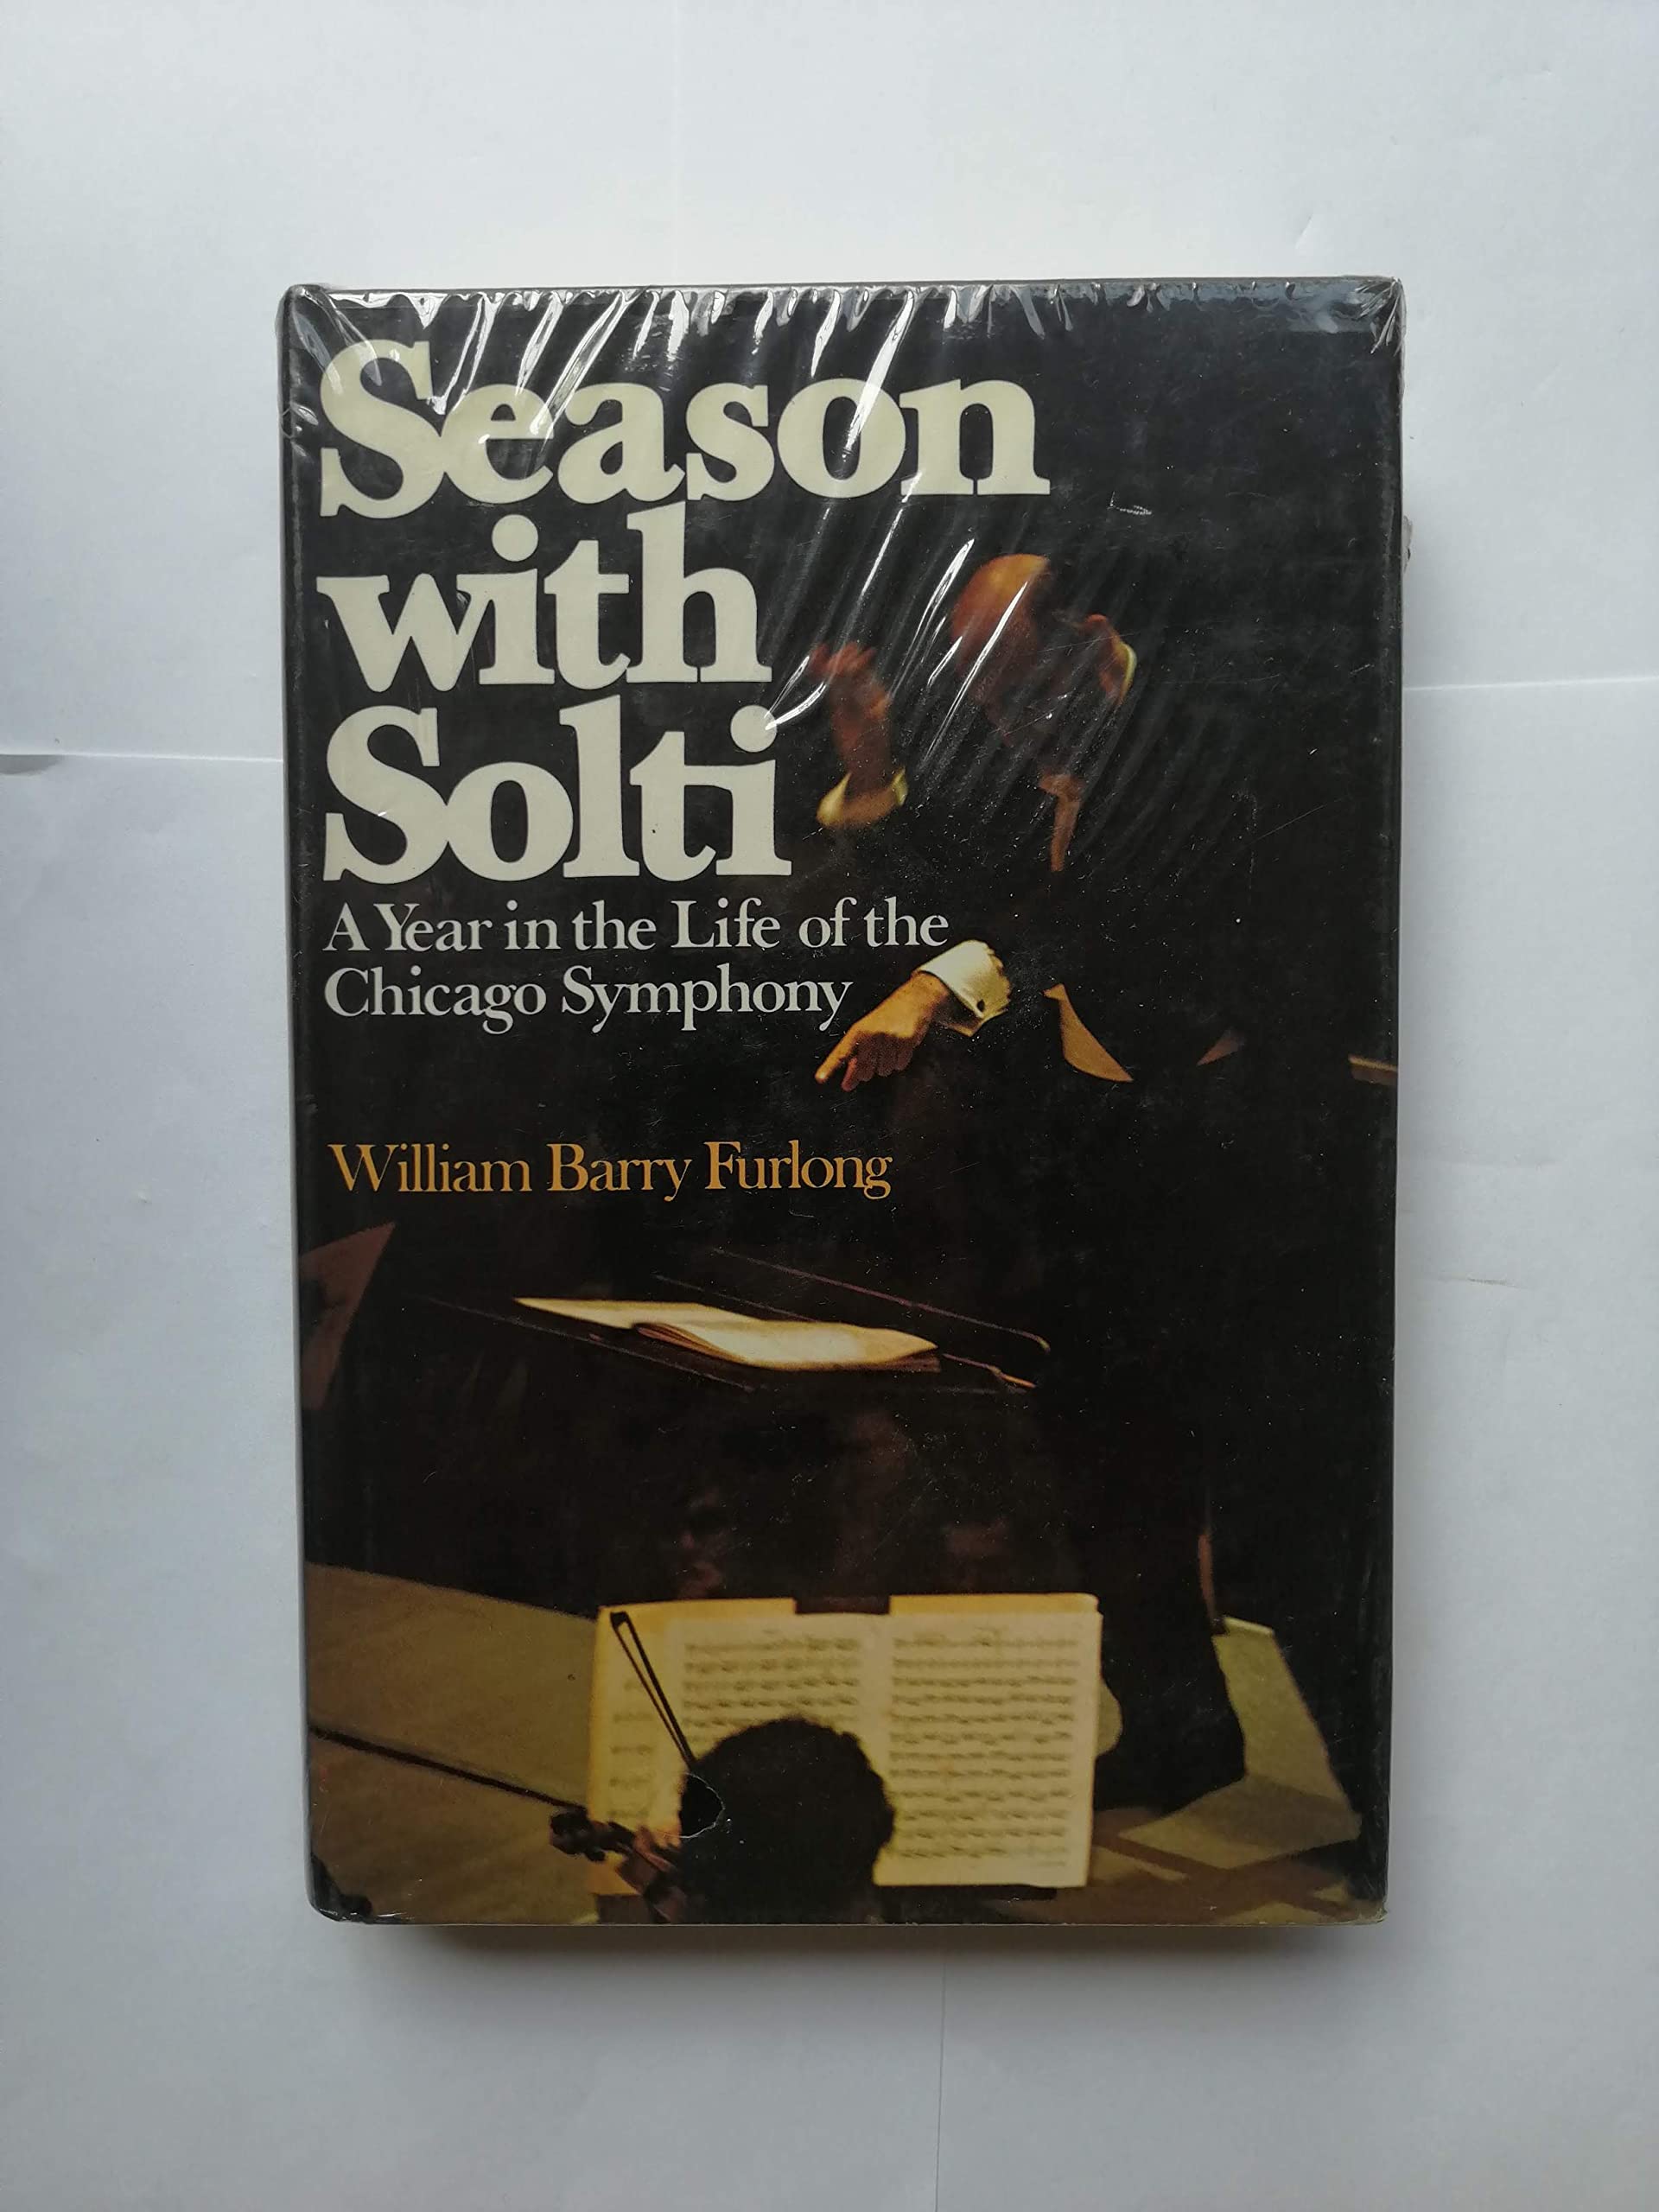 Season
with
Solti
A Year in the Life of the
Chicago Symphony
William Barry Furlong